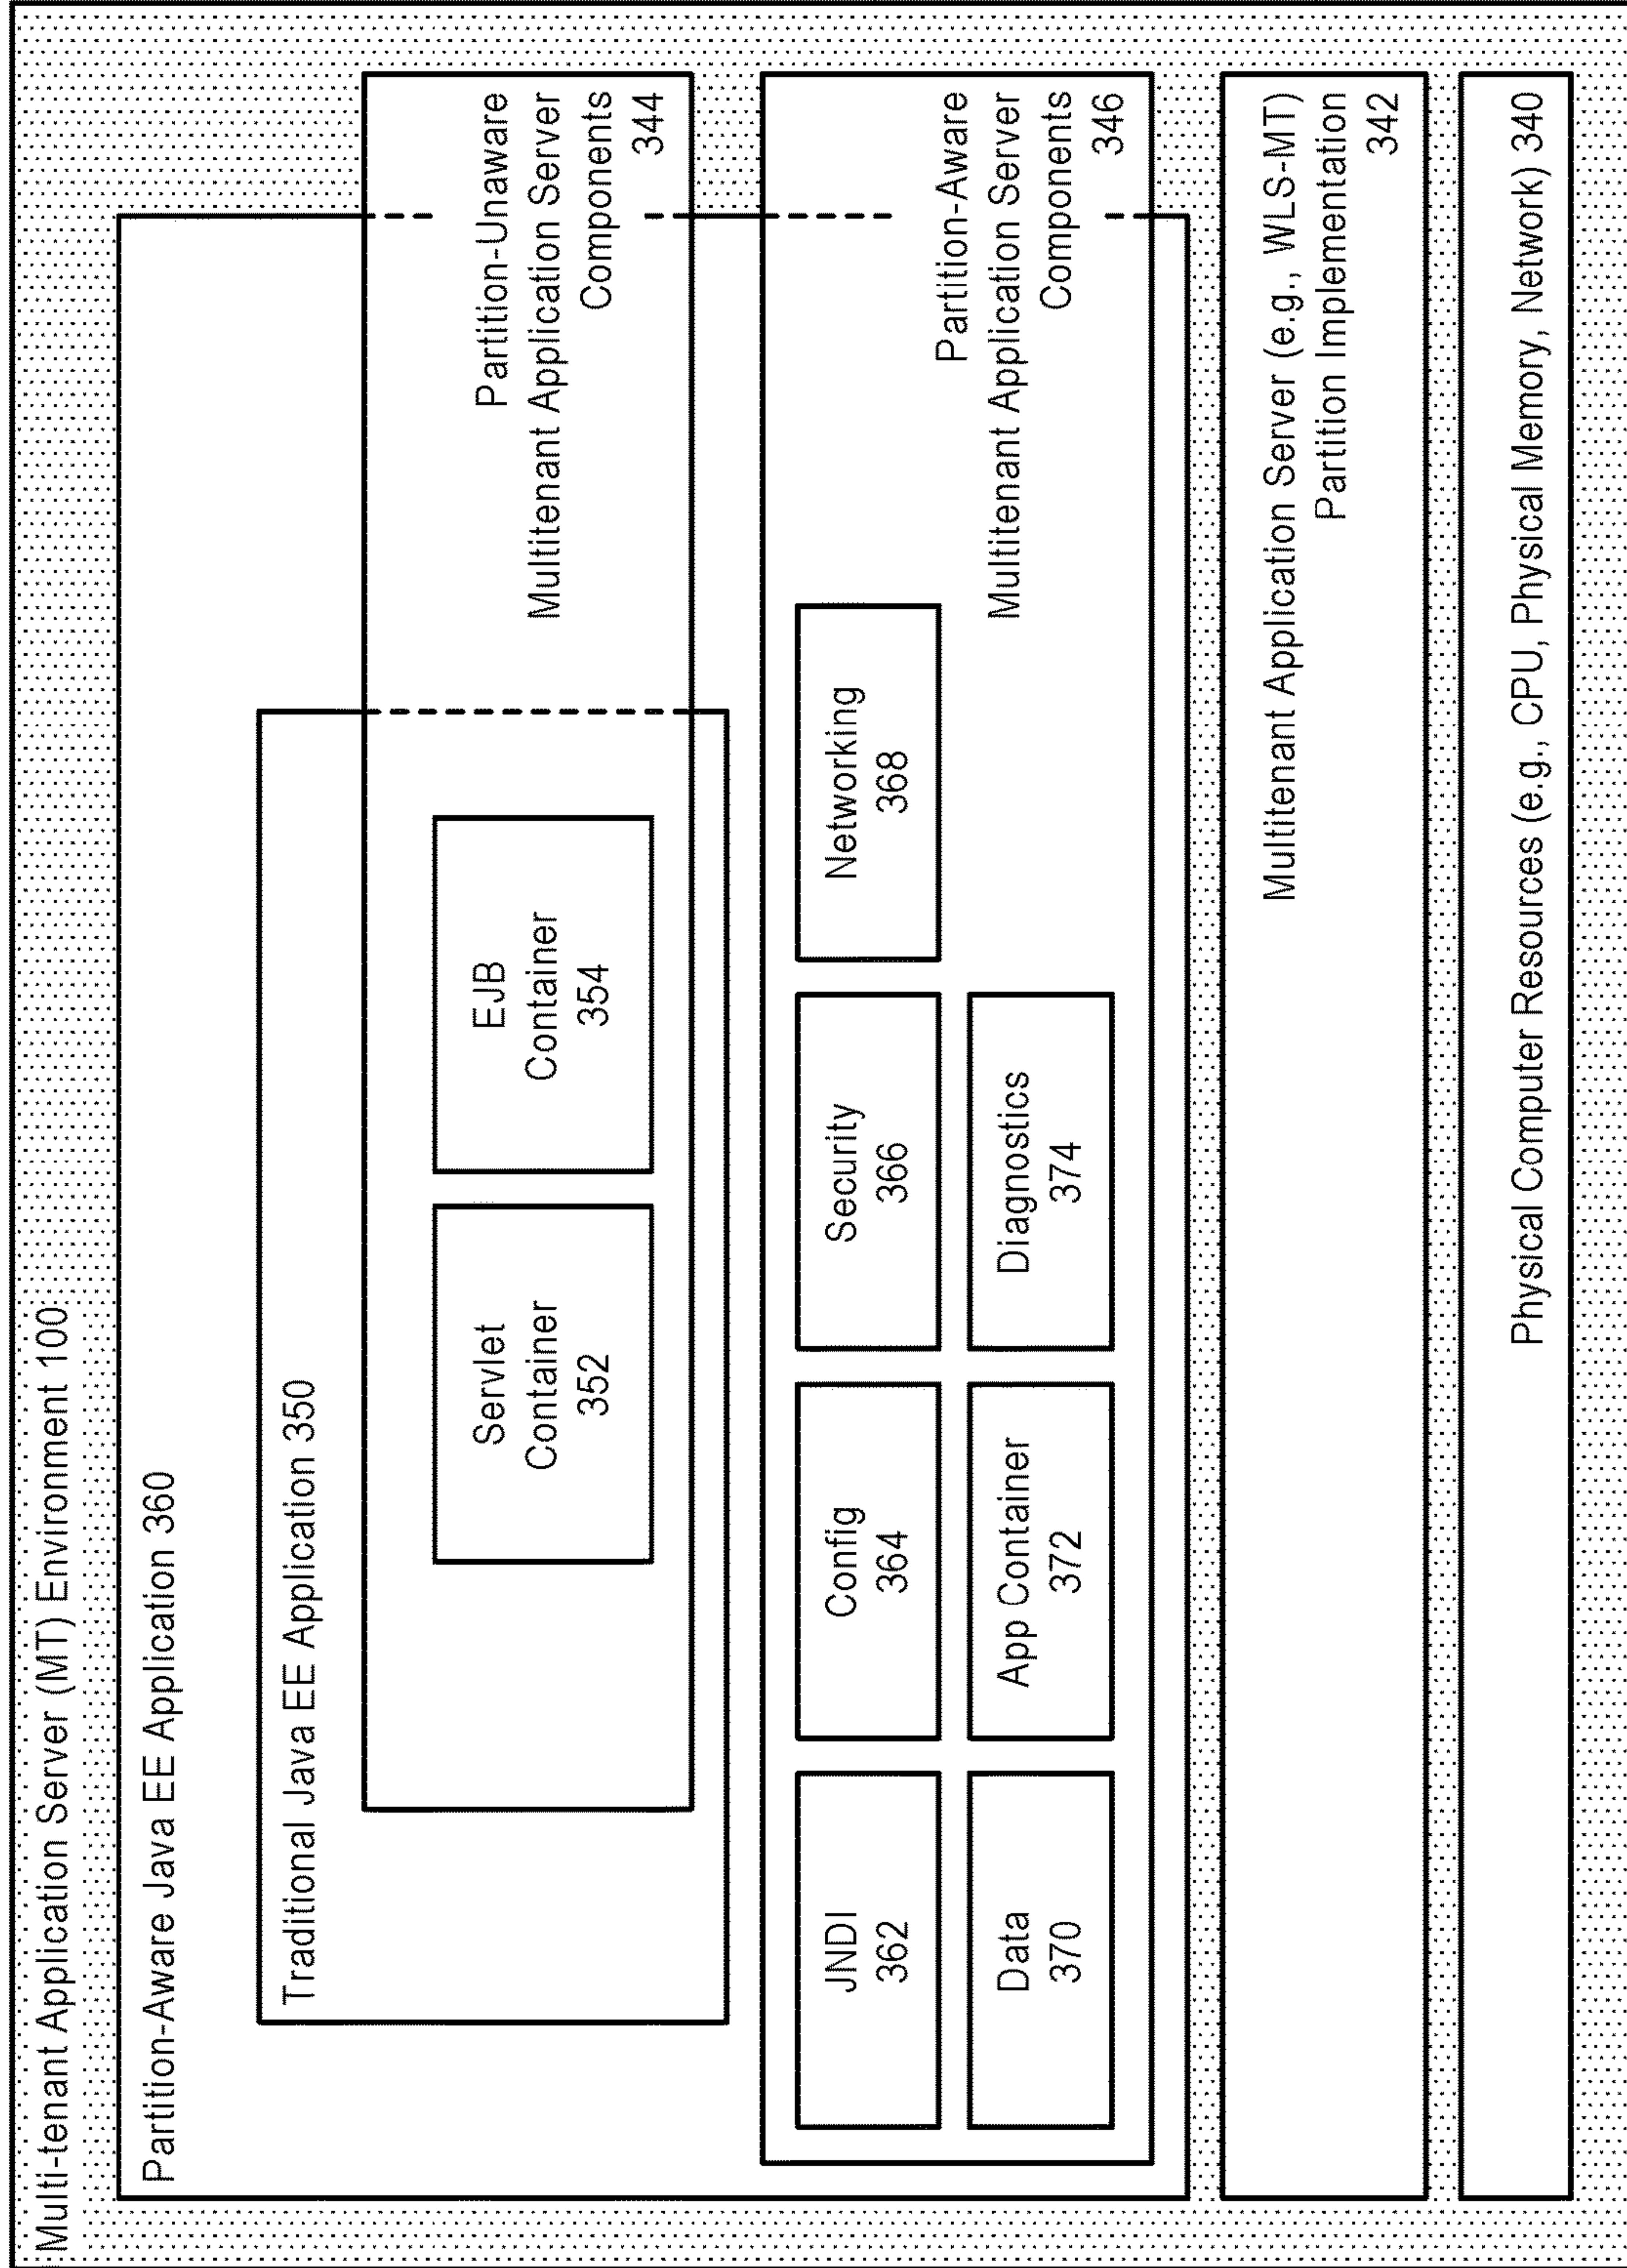 Multi-tenant Application Server (MT) Environment 100
Partition-Aware Java EE Application 360
Traditional Java EE Application 350
Servlet
Container
352
EJB
Container
354
Partition-Unaware
Multitenant Application Server
Components
344
JNDI
362
Config
364
Security
366
Networking
368
Data
370
App Container
372
Diagnostics
374
Partition-Aware
Multitenant Application Server
Components
346
Multitenant Application Server (e.g., WLS-MT)
Partition Implementation
342
Physical Computer Resources (e.g., CPU, Physical Memory, Network) 340